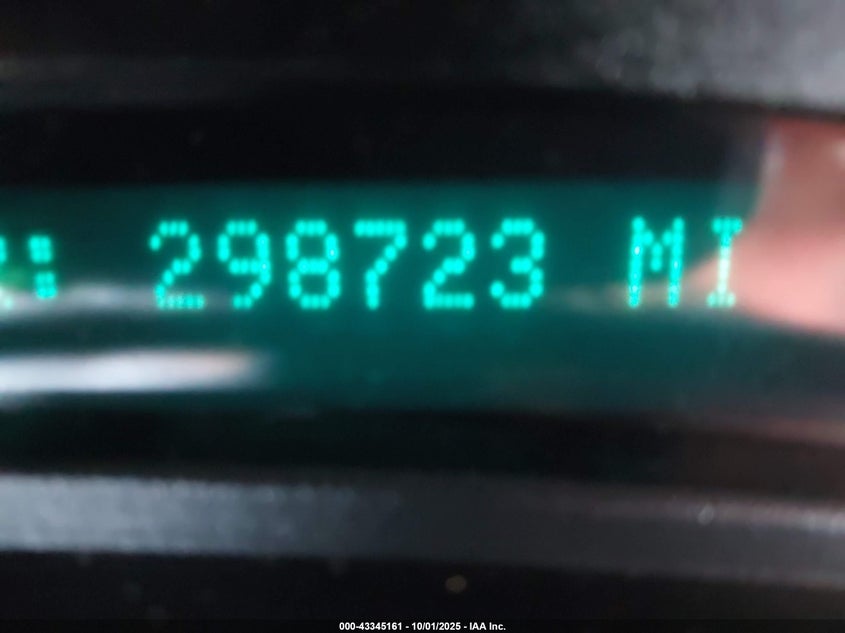 : 298723 MI
000-43345161 - 10/01/2025 - IAA Inc.